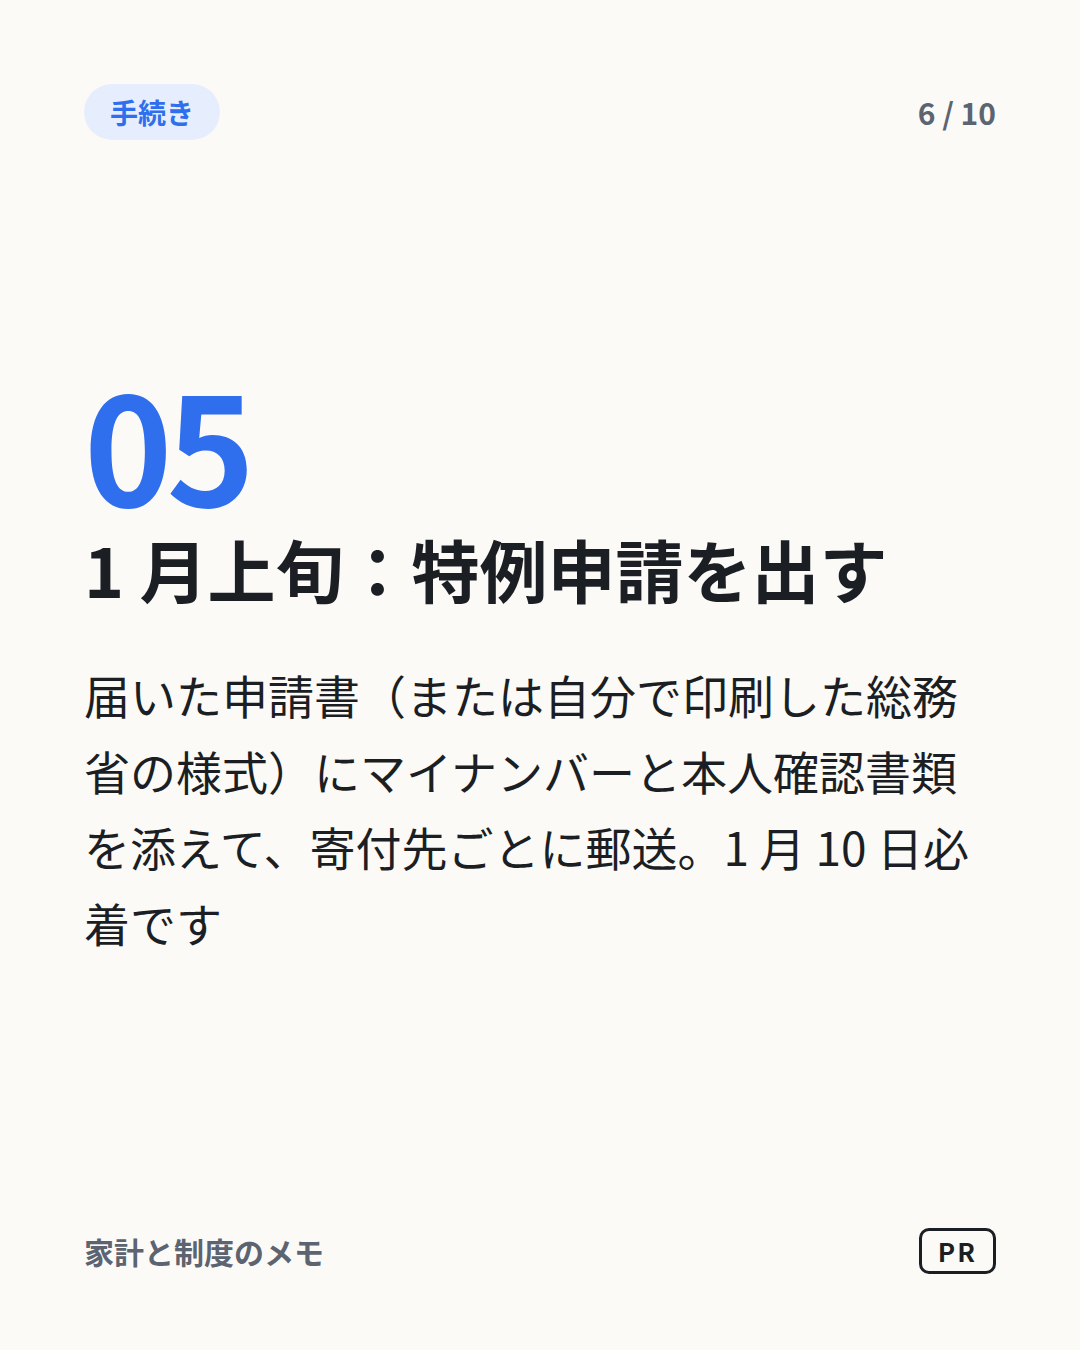 手続き
6 / 10
05
1月上旬：特例申請を出す
届いた申請書（または自分で印刷した総務
省の様式）にマイナンバーと本人確認書類
を添えて、寄付先ごとに郵送。1月10日必
着です
家計と制度のメモ
PR